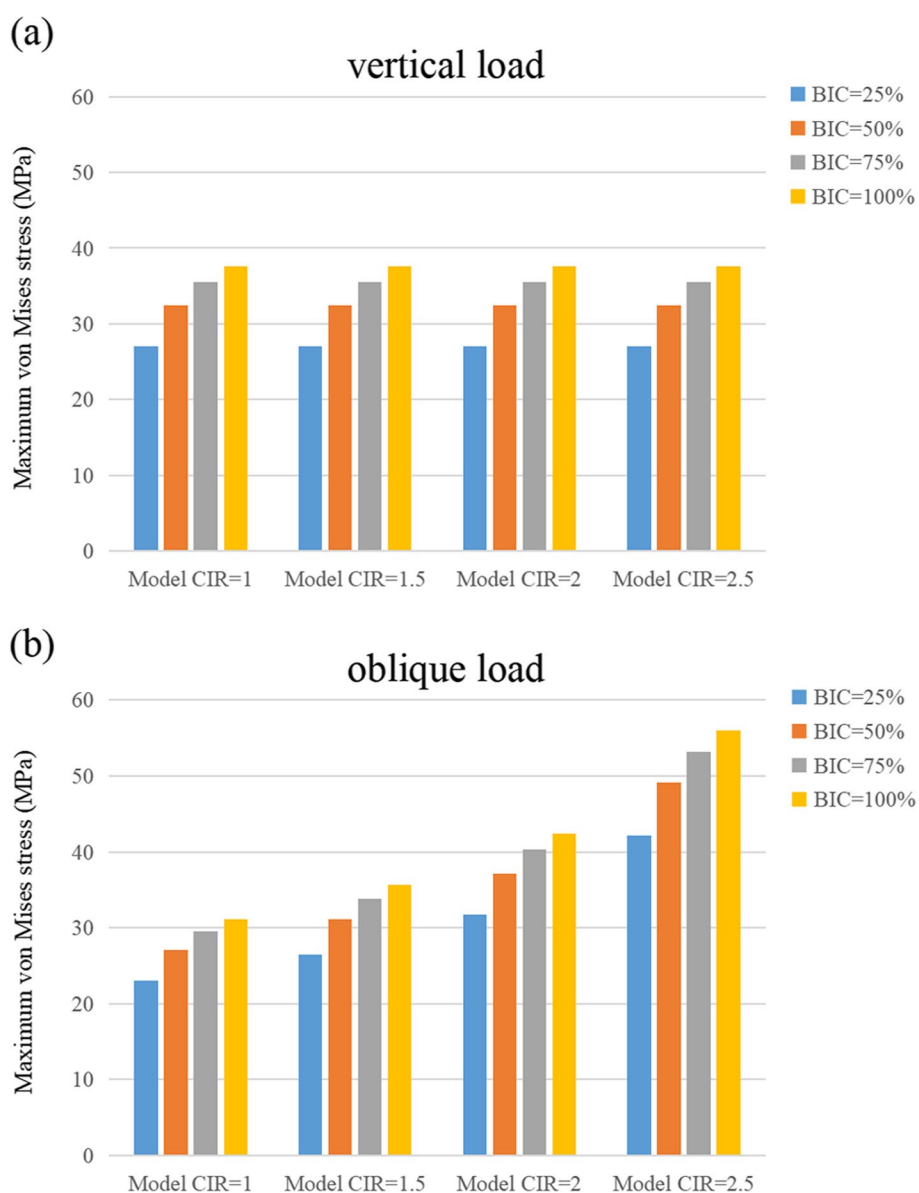 (a)
vertical load
Maximum von Mises stress (MPa)
60
50
40
30
20
10
0
Model CIR=1 Model CIR=1.5 Model CIR=2 Model CIR=2.5
BIC=25%
BIC=50%
BIC=75%
BIC=100%
(b)
oblique load
Maximum von Mises stress (MPa)
60
50
40
30
20
10
0
Model CIR=1 Model CIR=1.5 Model CIR=2 Model CIR=2.5
BIC=25%
BIC=50%
BIC=75%
BIC=100%